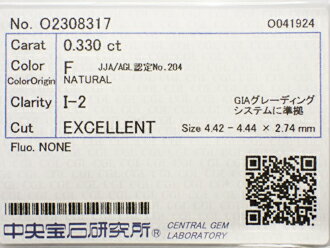 No. O2308317 O041924
Carat 0.330 ct
Color F JJA/AGL認定No.204
ColorOrigin NATURAL
Clarity I-2 GIAグレーディング
システムに準拠
Cut EXCELLENT Size 4.42 - 4.44 × 2.74 mm
Fluo. NONE
中央宝石研究所 CENTRAL GEM
LABORATORY